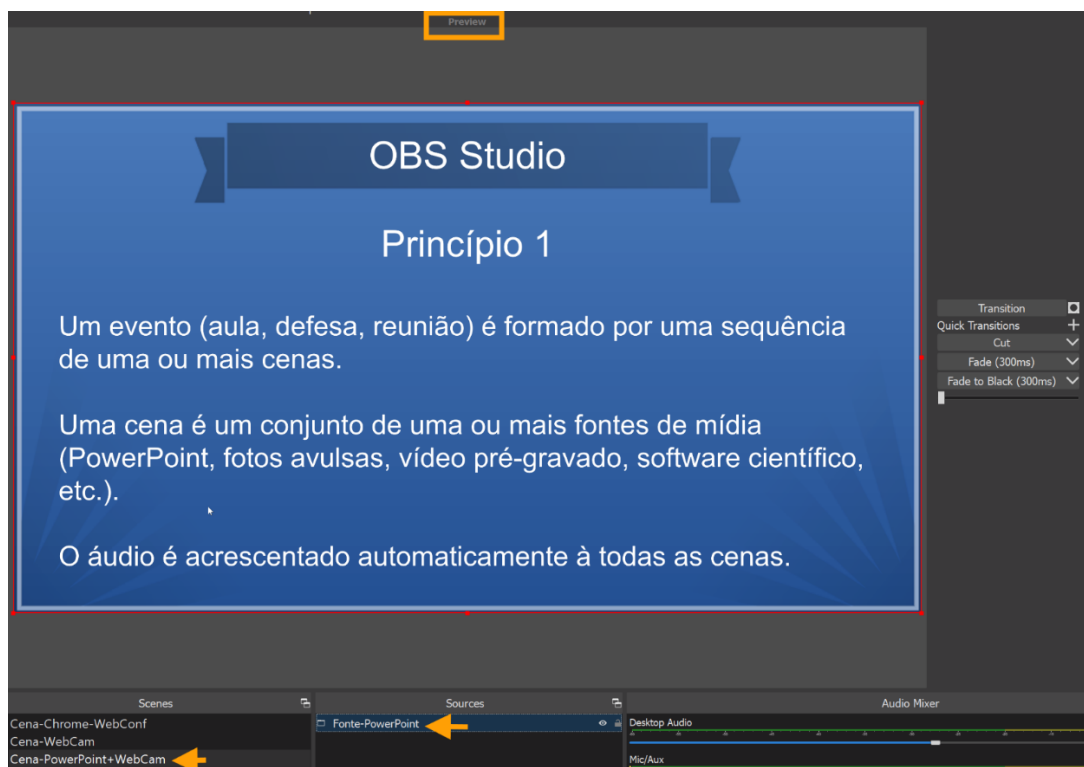 Preview
OBS Studio
Princípio 1
Um evento (aula, defesa, reunião) é formado por uma sequência
de uma ou mais cenas.
Uma cena é um conjunto de uma ou mais fontes de mídia
(PowerPoint, fotos avulsas, vídeo pré-gravado, software científico,
etc.).
O áudio é acrescentado automaticamente à todas as cenas.
Transition
Quick Transitions
Cut
Fade (300ms)
Fade to Black (300ms)
Scenes
Cena-Chrome-WebConf
Cena-WebCam
Cena-PowerPoint+WebCam
Sources
Fonte-PowerPoint
Audio Mixer
Desktop Audio
Mic/Aux